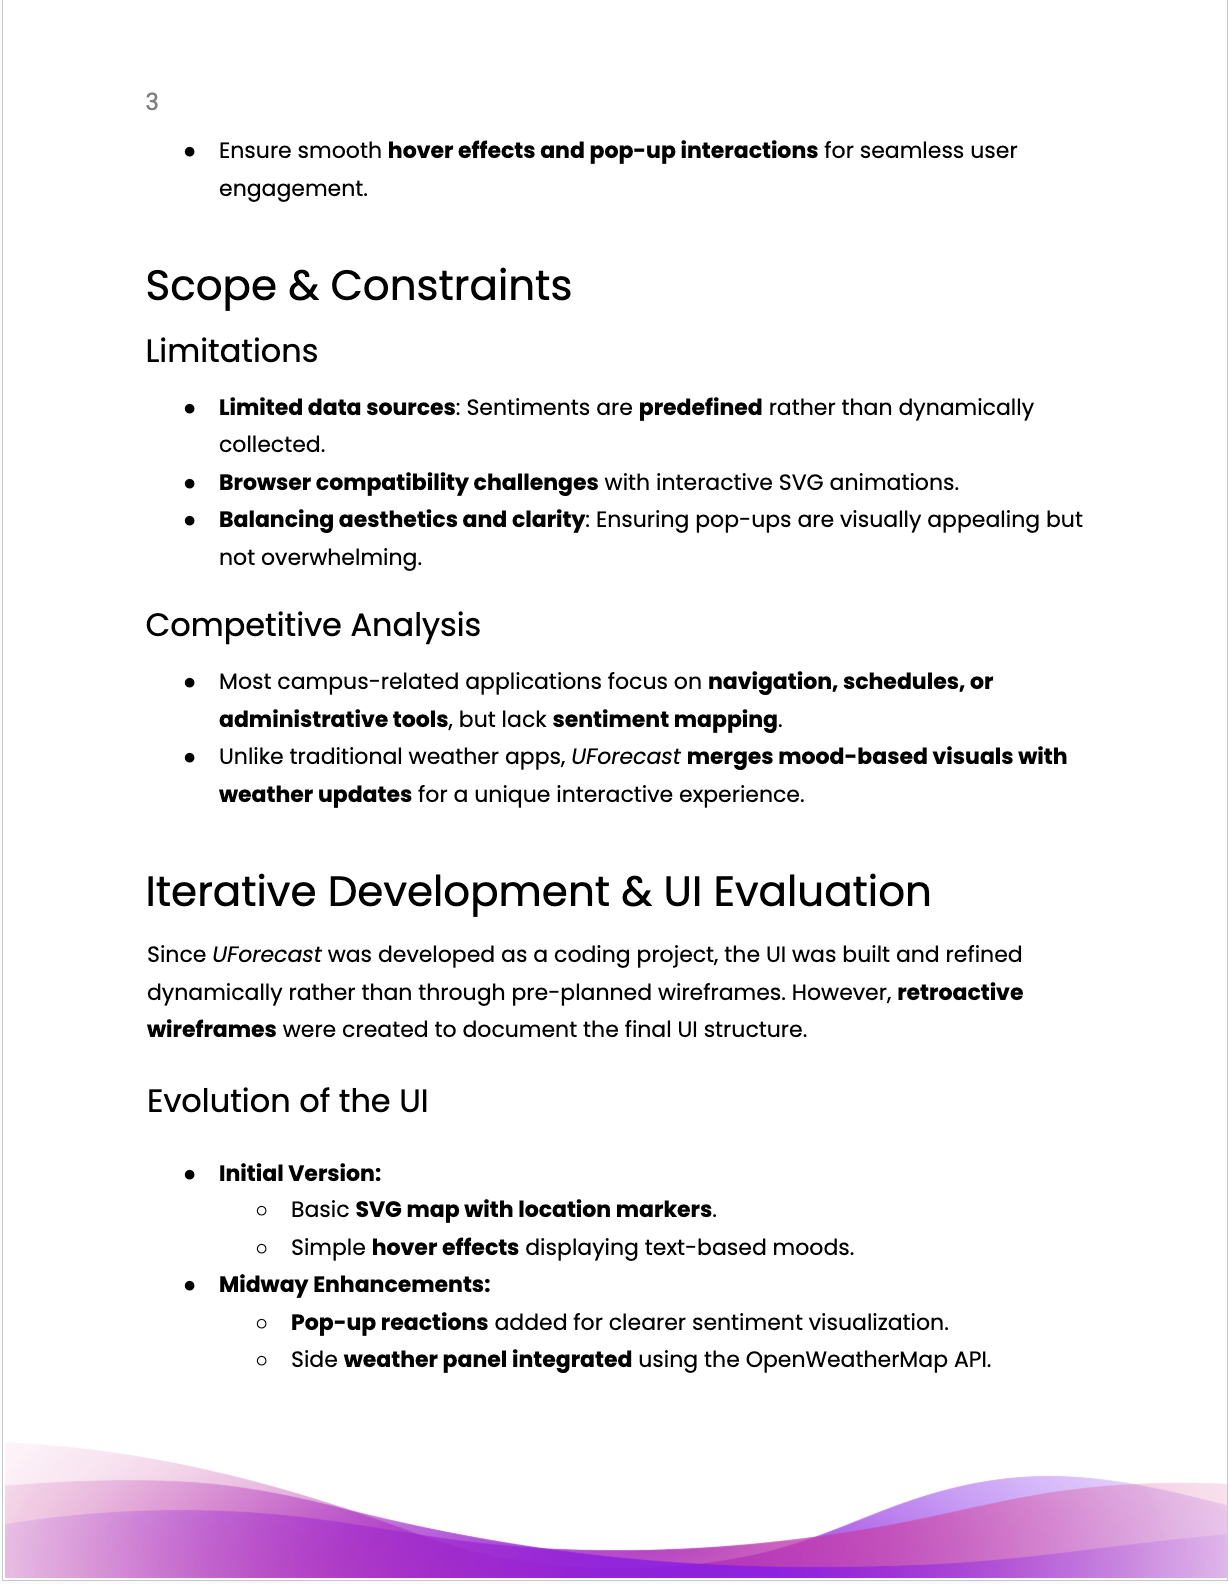 3
● Ensure smooth hover effects and pop-up interactions for seamless user
engagement.
Scope & Constraints
Limitations
● Limited data sources: Sentiments are predefined rather than dynamically
collected.
● Browser compatibility challenges with interactive SVG animations.
● Balancing aesthetics and clarity: Ensuring pop-ups are visually appealing but
not overwhelming.
Competitive Analysis
● Most campus-related applications focus on navigation, schedules, or
administrative tools, but lack sentiment mapping.
● Unlike traditional weather apps, UForecast merges mood-based visuals with
weather updates for a unique interactive experience.
Iterative Development & UI Evaluation
Since UForecast was developed as a coding project, the UI was built and refined
dynamically rather than through pre-planned wireframes. However, retroactive
wireframes were created to document the final UI structure.
Evolution of the UI
● Initial Version:
○ Basic SVG map with location markers.
○ Simple hover effects displaying text-based moods.
● Midway Enhancements:
○ Pop-up reactions added for clearer sentiment visualization.
○ Side weather panel integrated using the OpenWeatherMap API.